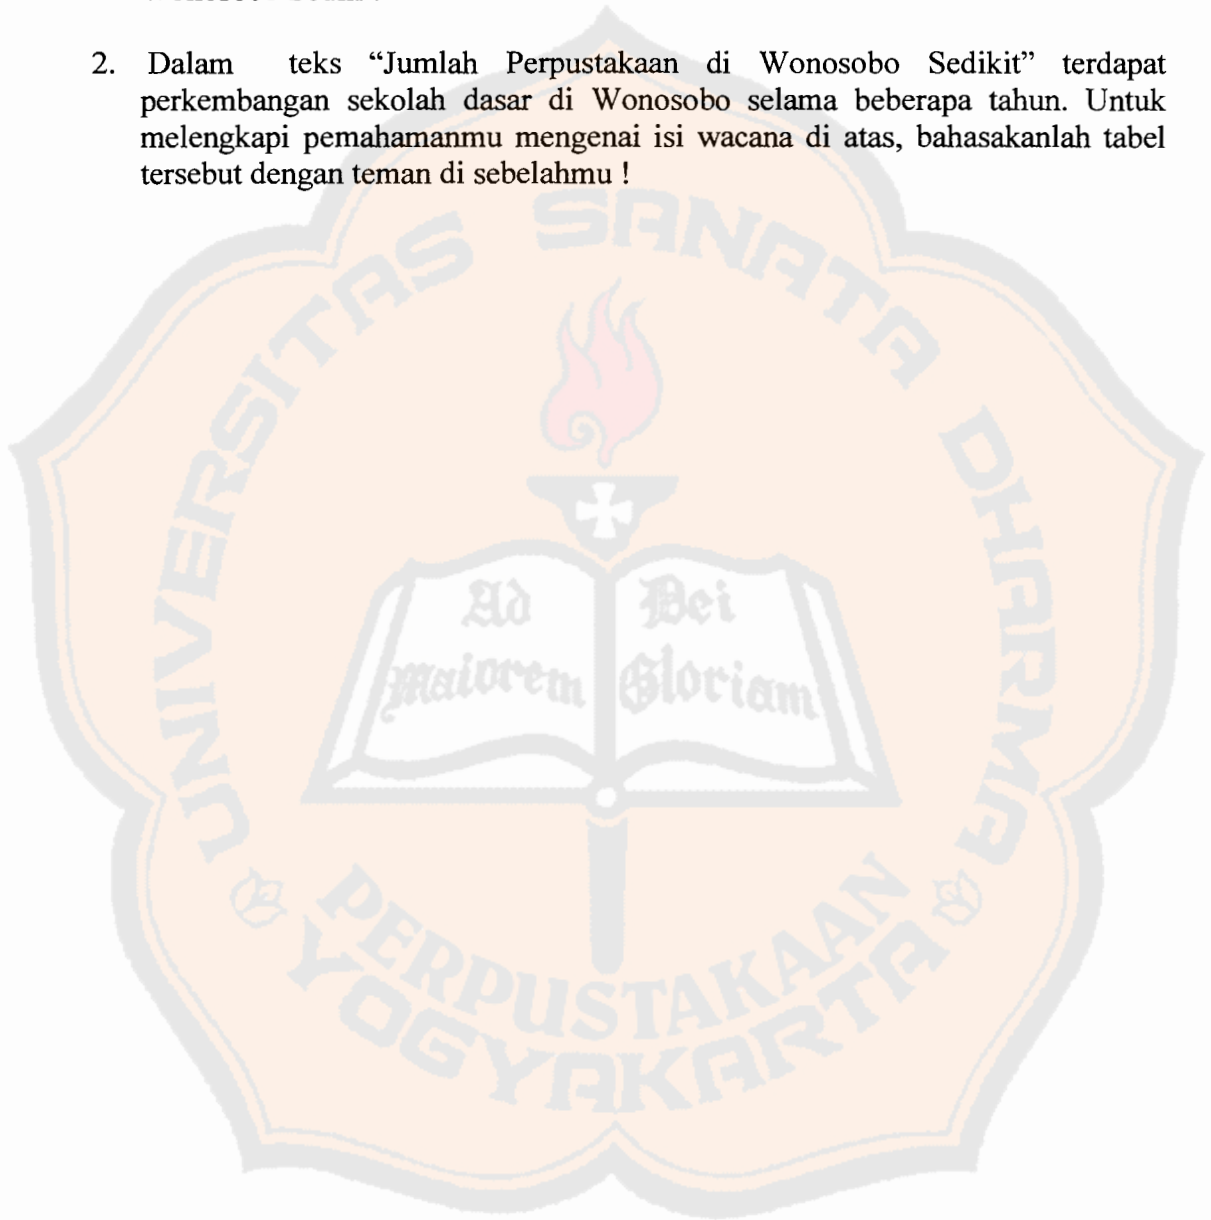 2. Dalam teks “Jumlah Perpustakaan di Wonosobo Sedikit” terdapat
perkembangan sekolah dasar di Wonosobo selama beberapa tahun. Untuk
melengkapi pemahamanmu mengenai isi wacana di atas, bahasakanlah tabel
tersebut dengan teman di sebelahmu !
UNIVERSITAS SANATA DHARMA
Ad Dei
Maiorem Gloriam
PERPUSTAKAAN
YOGYAKARTA